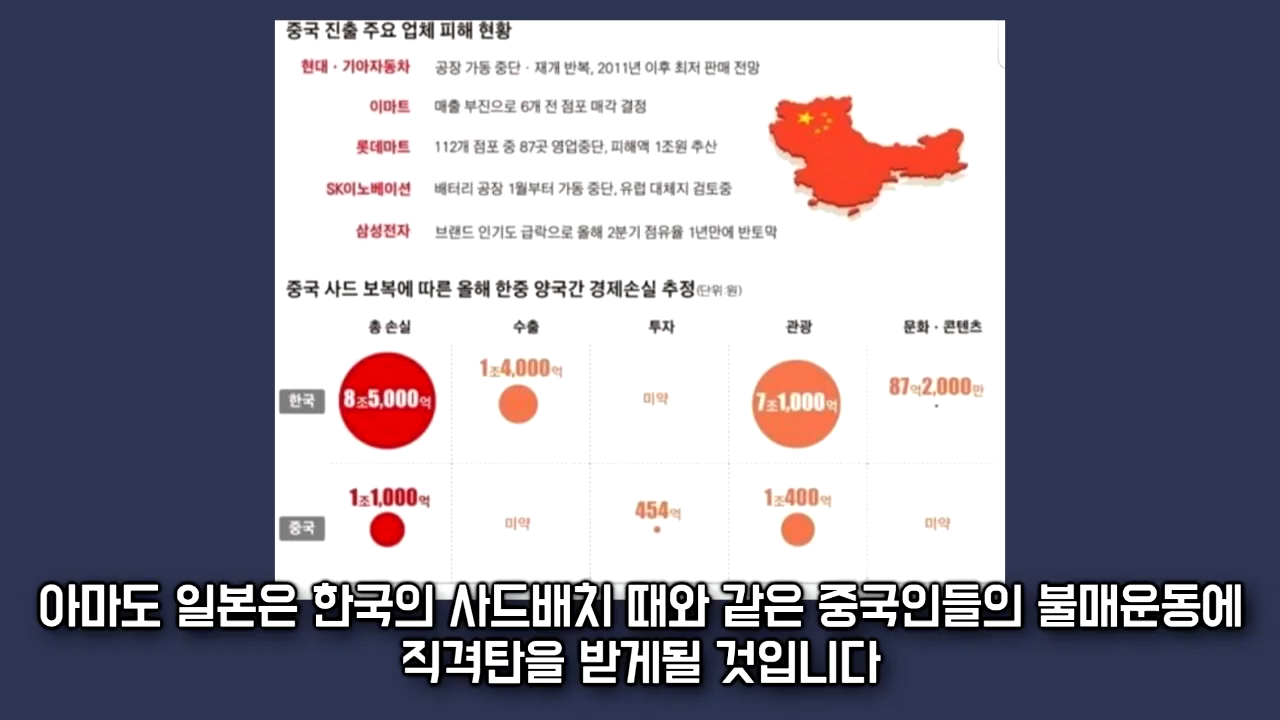 중국 진출 주요 업체 피해 현황
현대 · 기아자동차 공장 가동 중단 · 재개 반복, 2011년 이후 최저 판매 전망
이마트 매출 부진으로 6개 전 점포 매각 결정
롯데마트 112개 점포 중 87곳 영업중단, 피해액 1조원 추산
SK이노베이션 배터리 공장 1월부터 가동 중단, 유럽 대체지 검토중
삼성전자 브랜드 인기도 급락으로 올해 2분기 점유율 1년만에 반토막
중국 사드 보복에 따른 올해 한중 양국간 경제손실 추정(단위:원)
총 손실 수출 투자 관광 문화 · 콘텐츠
한국 8조5,000억 1조4,000억 미약 7조1,000억 87억2,000만
중국 1조1,000억 미약 454억 1조400억 미약
아마도 일본은 한국의 사드배치 때와 같은 중국인들의 불매운동에
직격탄을 받게될 것입니다